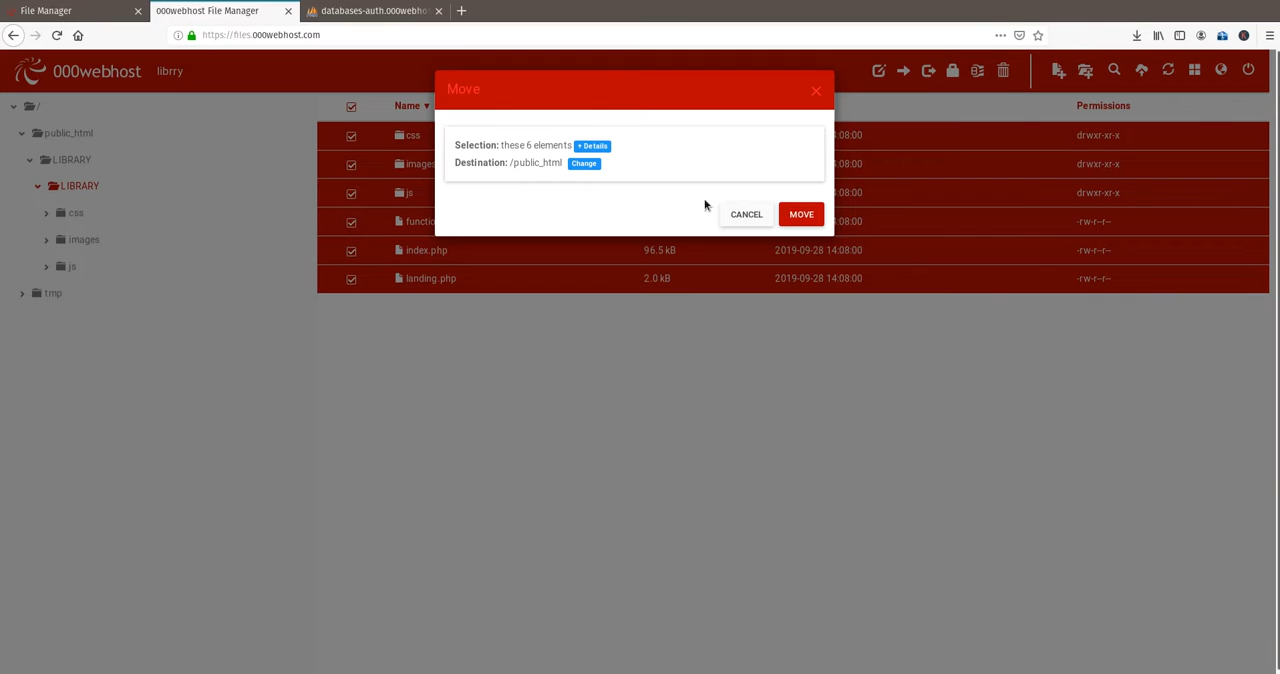 File Manager
000webhost File Manager
databases-auth.000webho
https://files.000webhost.com
000webhost
librry
Move
Selection: these 6 elements + Details
Destination: /public_html Change
CANCEL
MOVE
/
public_html
LIBRARY
LIBRARY
css
images
js
tmp
Name
Permissions
css :08:00 drwxr-xr-x
images :08:00 drwxr-xr-x
js :08:00 drwxr-xr-x
functio 2019-09-28 14:08:00 -rw-r--r--
index.php 96.5 kB 2019-09-28 14:08:00 -rw-r--r--
landing.php 2.0 kB 2019-09-28 14:08:00 -rw-r--r--